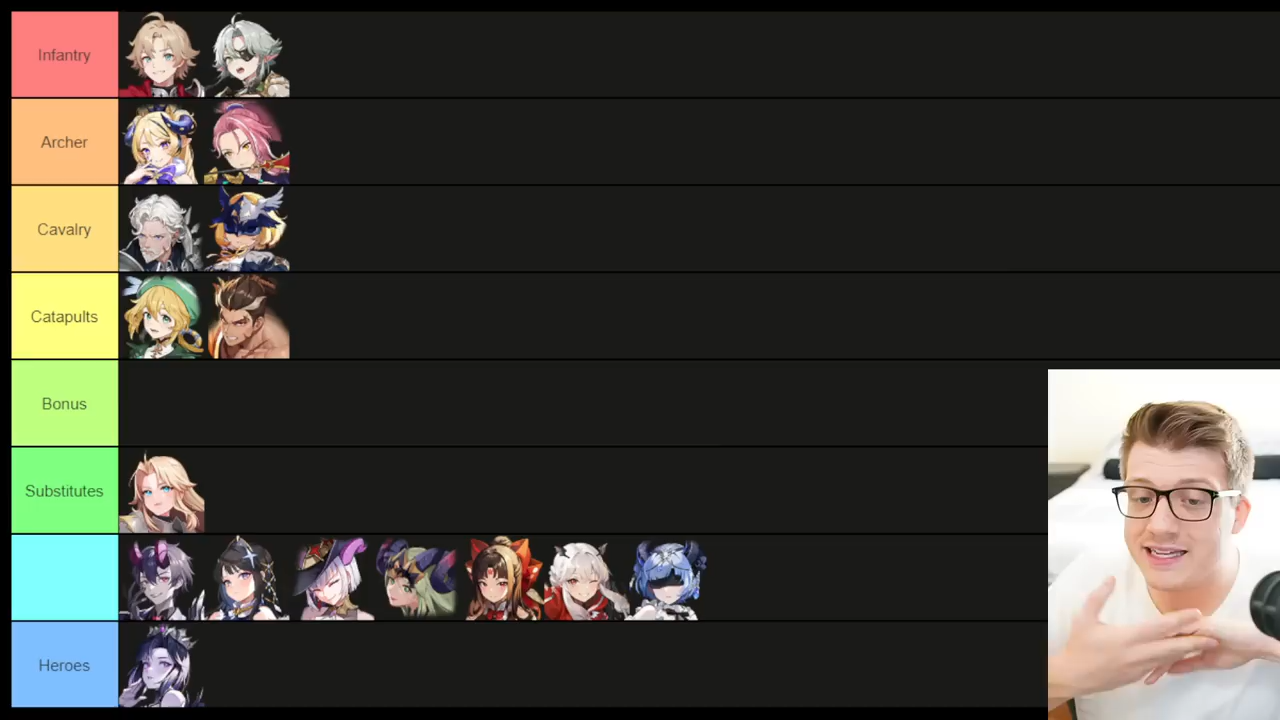 Infantry
Archer
Cavalry
Catapults
Bonus
Substitutes
Heroes